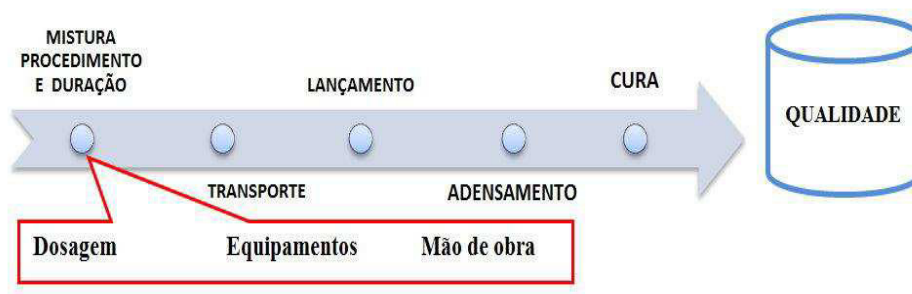 MISTURA
PROCEDIMENTO
E DURAÇÃO
LANÇAMENTO
CURA
QUALIDADE
TRANSPORTE
ADENSAMENTO
Dosagem Equipamentos Mão de obra